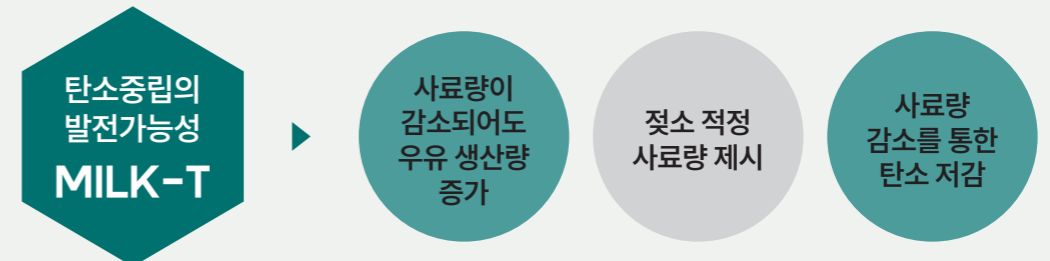 탄소중립의
발전가능성
MILK-T
사료량이
감소되어도
우유 생산량
증가
젖소 적정
사료량 제시
사료량
감소를 통한
탄소 저감